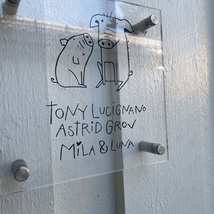 TONY LUCIGNANO
ASTRID GROV
MiLA & LUNA